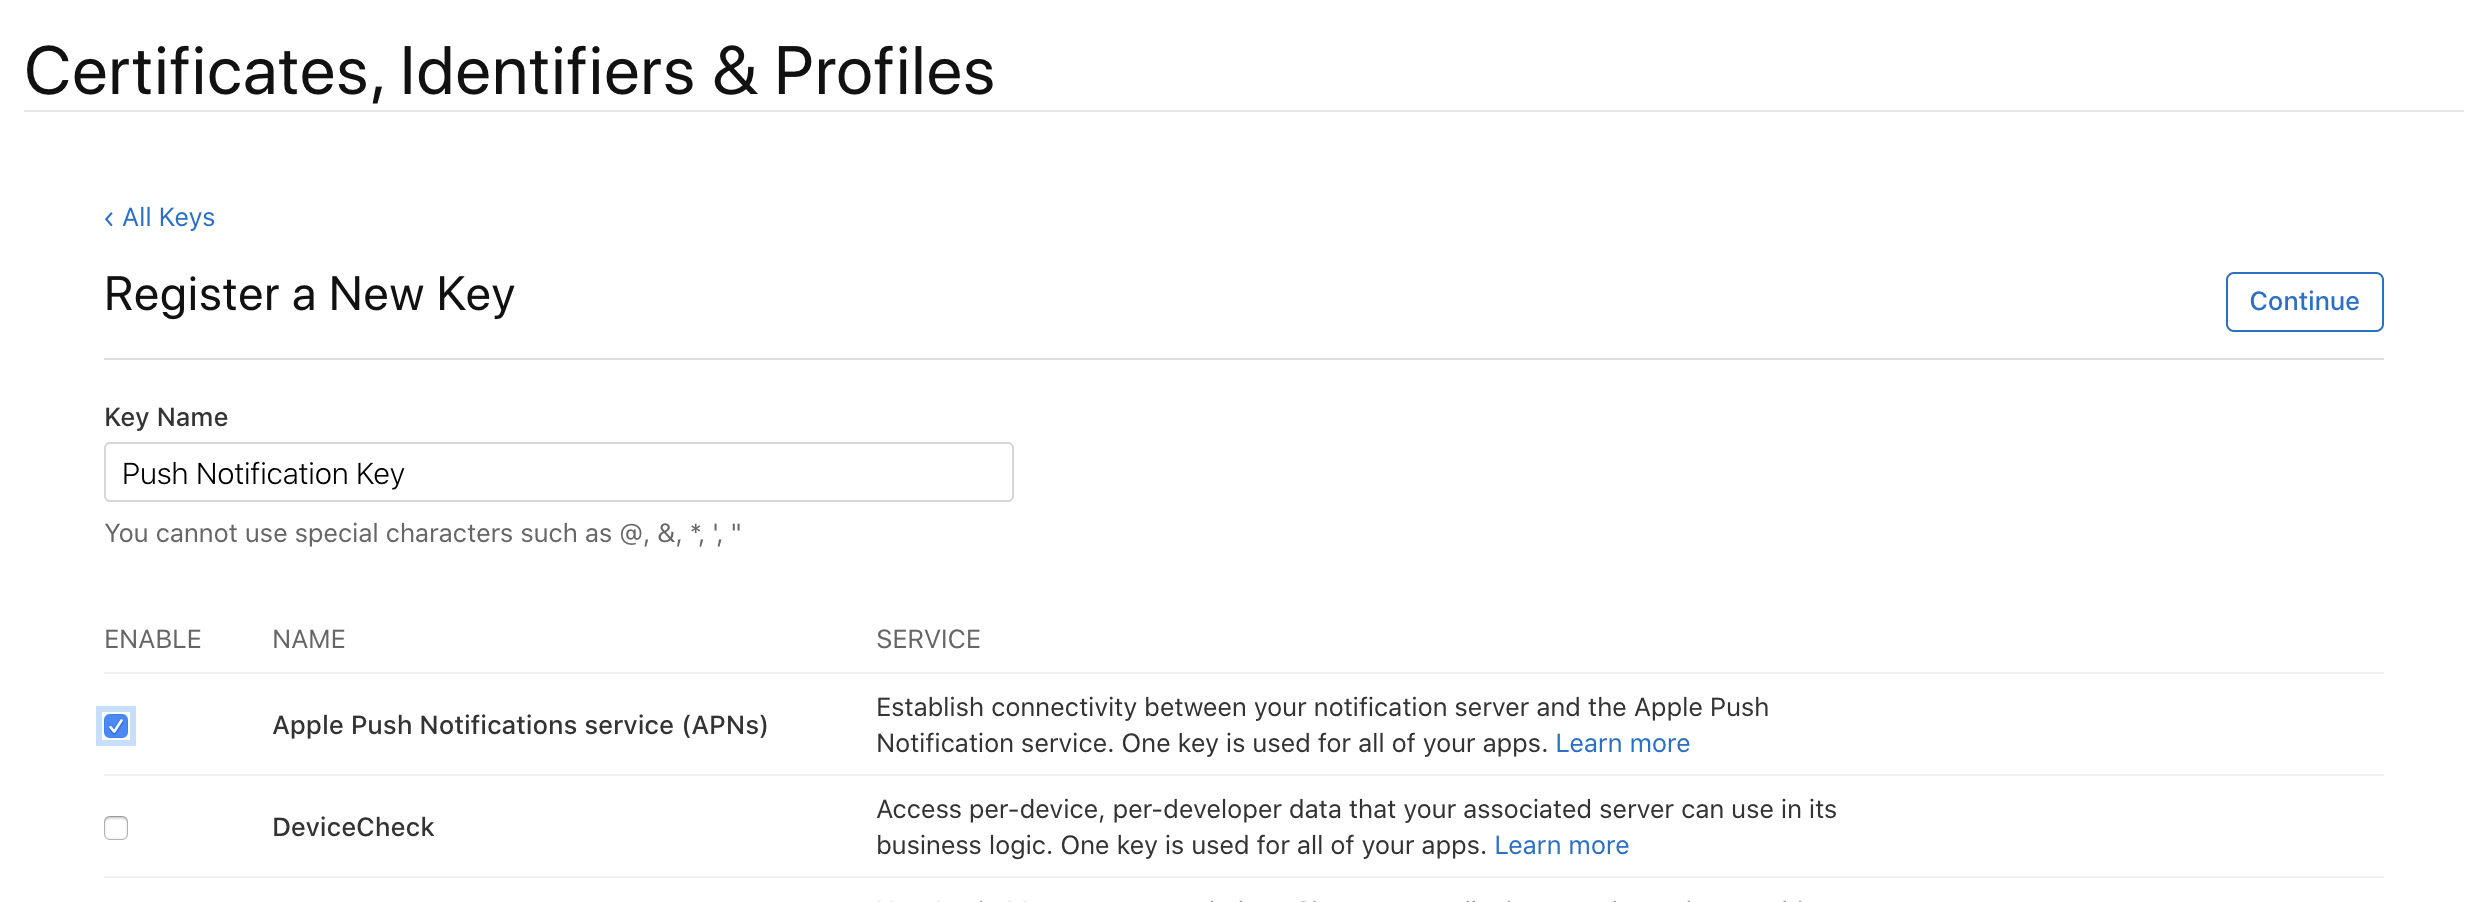 Certificates, Identifiers & Profiles
‹ All Keys
Register a New Key
Continue
Key Name
Push Notification Key
You cannot use special characters such as @, &, *, ', "
ENABLE NAME SERVICE
Apple Push Notifications service (APNs)
Establish connectivity between your notification server and the Apple Push
Notification service. One key is used for all of your apps. Learn more
DeviceCheck
Access per-device, per-developer data that your associated server can use in its
business logic. One key is used for all of your apps. Learn more